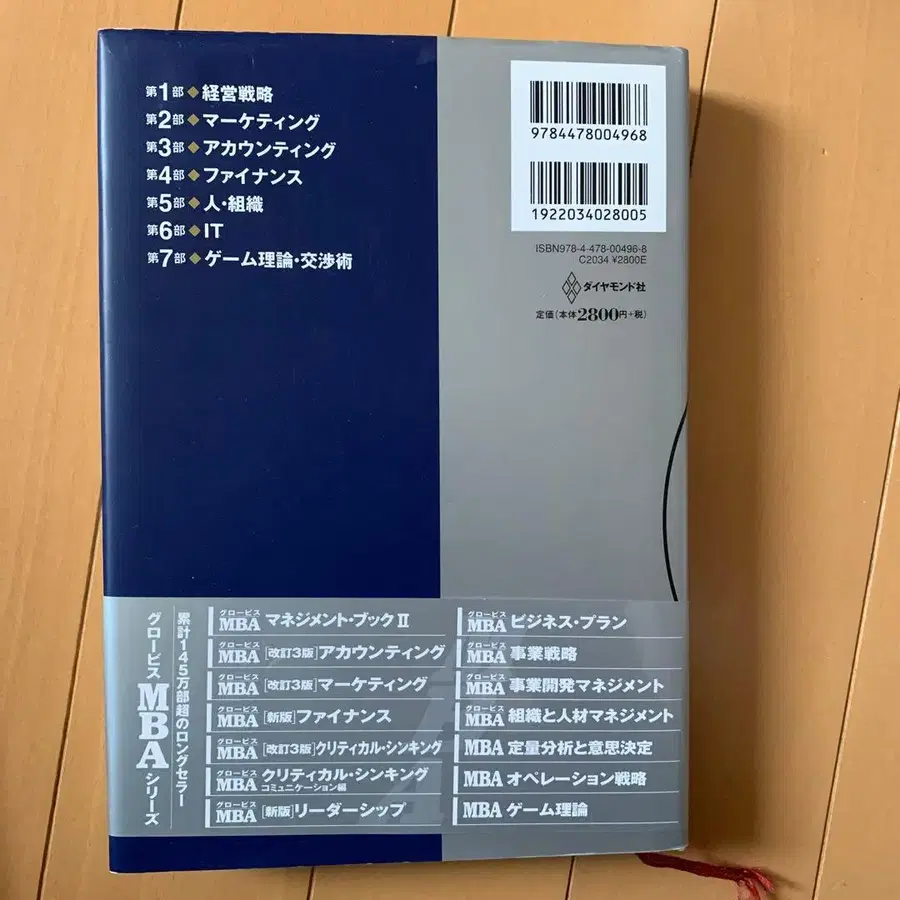 第1部◆経営戦略
第2部◆マーケティング
第3部◆アカウンティング
第4部◆ファイナンス
第5部◆人・組織
第6部◆IT
第7部◆ゲーム理論・交渉術
9784478004968
1922034028005
ISBN978-4-478-00496-8
C2034 ¥2800E
ダイヤモンド社
定価(本体2800円+税)
累計145万部超のロングセラー
グロービスMBAシリーズ
グロービスMBA マネジメント・ブックⅡ
グロービスMBA [改訂3版]アカウンティング
グロービスMBA [改訂3版]マーケティング
グロービスMBA [新版]ファイナンス
グロービスMBA [改訂3版]クリティカル・シンキング
グロービスMBA クリティカル・シンキング
コミュニケーション編
グロービスMBA [新版]リーダーシップ
グロービスMBA ビジネス・プラン
グロービスMBA 事業戦略
グロービスMBA 事業開発マネジメント
グロービスMBA 組織と人材マネジメント
MBA 定量分析と意思決定
MBA オペレーション戦略
MBA ゲーム理論